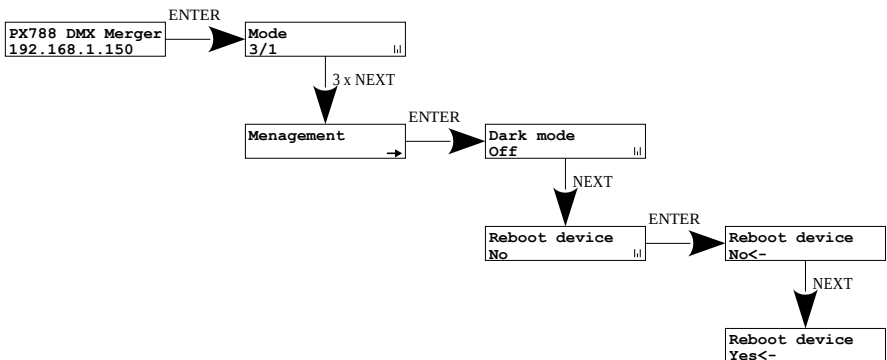 ENTER
PX788 DMX Merger
192.168.1.150
Mode
3/1
3 x NEXT
Menagement
ENTER
Dark mode
Off
NEXT
Reboot device
No
ENTER
Reboot device
No<-
NEXT
Reboot device
Yes<-